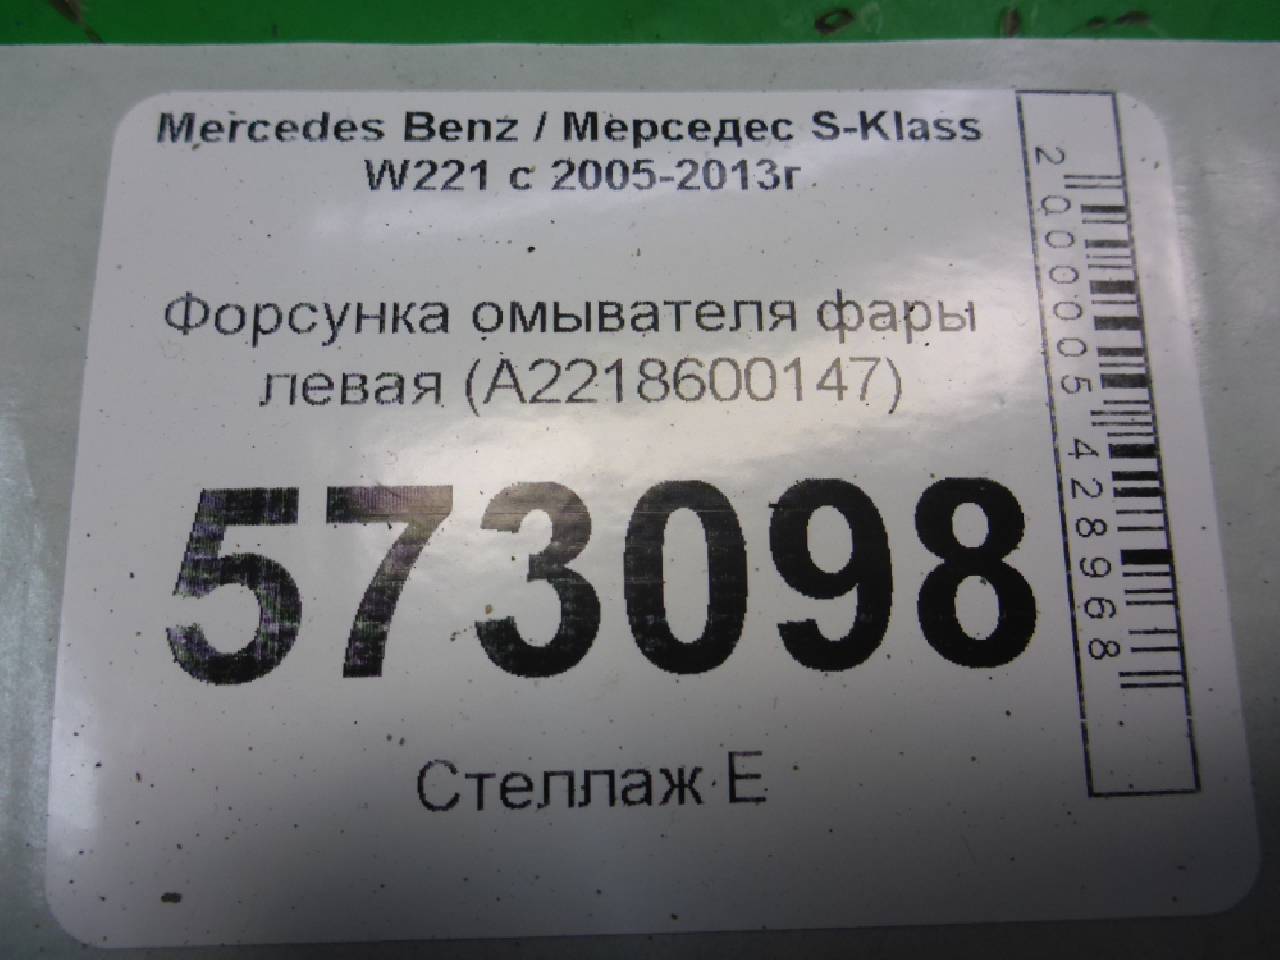 Mercedes Benz / Мерседес S-Klass
W221 с 2005-2013г
Форсунка омывателя фары
левая (A2218600147)
573098
Стеллаж Е
2000005428968